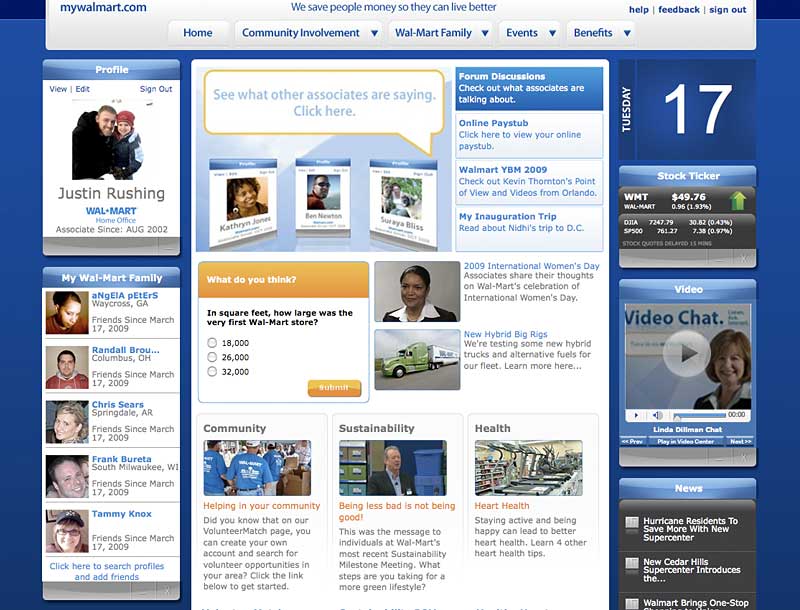 mywalmart.com
We save people money so they can live better
help | feedback | sign out
Home
Community Involvement
Wal-Mart Family
Events
Benefits
Profile
View | Edit
Sign Out
Justin Rushing
WAL•MART
Home Office
Associate Since: AUG 2002
My Wal-Mart Family
aNgElA pEtErS
Waycross, GA
Friends Since March
17, 2009
Randall Brou...
Columbus, OH
Friends Since March
17, 2009
Chris Sears
Springdale, AR
Friends Since March
17, 2009
Frank Bureta
South Milwaukee, WI
Friends Since March
17, 2009
Tammy Knox
Friends Since March
17, 2009
Click here to search profiles
and add friends
See what other associates are saying.
Click here.
Profile
Kathryn Jones
Profile
Ben Newton
Profile
Suraya Bliss
Forum Discussions
Check out what associates are
talking about.
Online Paystub
Click here to view your online
paystub.
Walmart YBM 2009
Check out Kevin Thornton's Point
of View and Videos from Orlando.
My Inauguration Trip
Read about Nidhi's trip to D.C.
What do you think?
In square feet, how large was the
very first Wal-Mart store?
18,000
26,000
32,000
Submit
2009 International Women's Day
Associates share their thoughts
on Wal-Mart's celebration of
International Women's Day.
New Hybrid Big Rigs
We're testing some new hybrid
trucks and alternative fuels for
our fleet. Learn more here...
Community
Helping in your community
Did you know that on our
VolunteerMatch page, you
can create your own
account and search for
volunteer opportunities in
your area? Click the link
below to get started.
Sustainability
Being less bad is not being
good!
This was the message to
individuals at Wal-Mart's
most recent Sustainability
Milestone Meeting. What
steps are you taking for a
more green lifestyle?
Health
Heart Health
Staying active and being
happy can lead to better
heart health. Learn 4 other
heart health tips.
TUESDAY
17
Stock Ticker
WMT $49.76
WAL-MART 0.96 (1.93%)
DJIA 7247.79 30.82 (0.43%)
SP500 761.27 7.38 (0.97%)
STOCK QUOTES DELAYED 15 MINS
Video
Video Chat.
00:00
Linda Dillman Chat
<< Prev Play in Video Center Next >>
News
Hurricane Residents To
Save More With New
Supercenter
New Cedar Hills
Supercenter Introduces
the...
Walmart Brings One-Stop